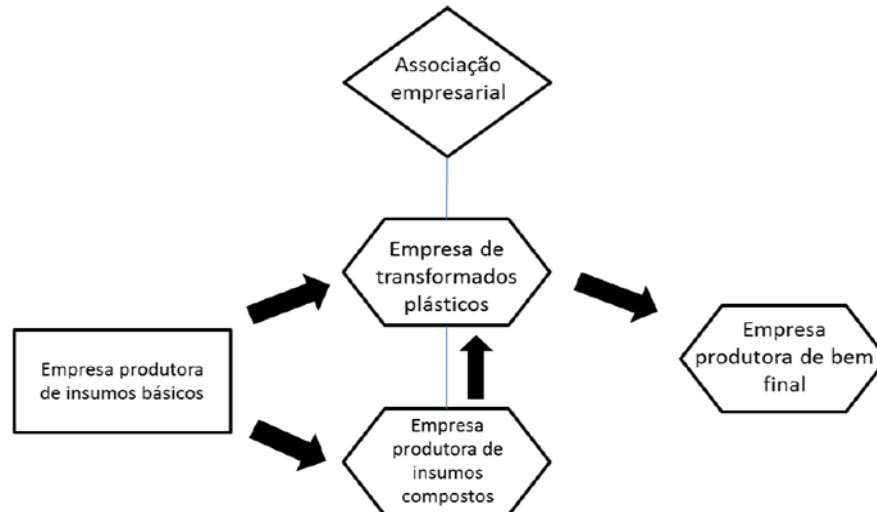 Associação
empresarial
Empresa de
transformados
plásticos
Empresa produtora
de insumos básicos
Empresa
produtora de bem
final
Empresa
produtora de
insumos
compostos